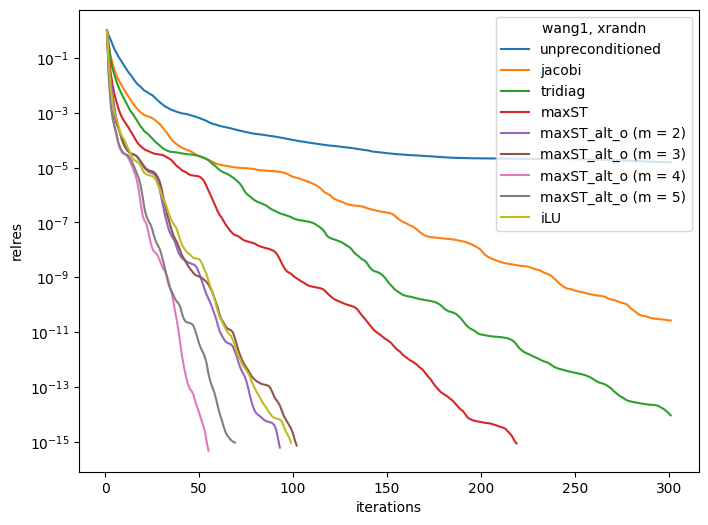 wang1, xrandn
unpreconditioned
jacobi
tridiag
maxST
maxST_alt_o (m = 2)
maxST_alt_o (m = 3)
maxST_alt_o (m = 4)
maxST_alt_o (m = 5)
iLU
relres
10⁻¹
10⁻³
10⁻⁵
10⁻⁷
10⁻⁹
10⁻¹¹
10⁻¹³
10⁻¹⁵
0 50 100 150 200 250 300
iterations